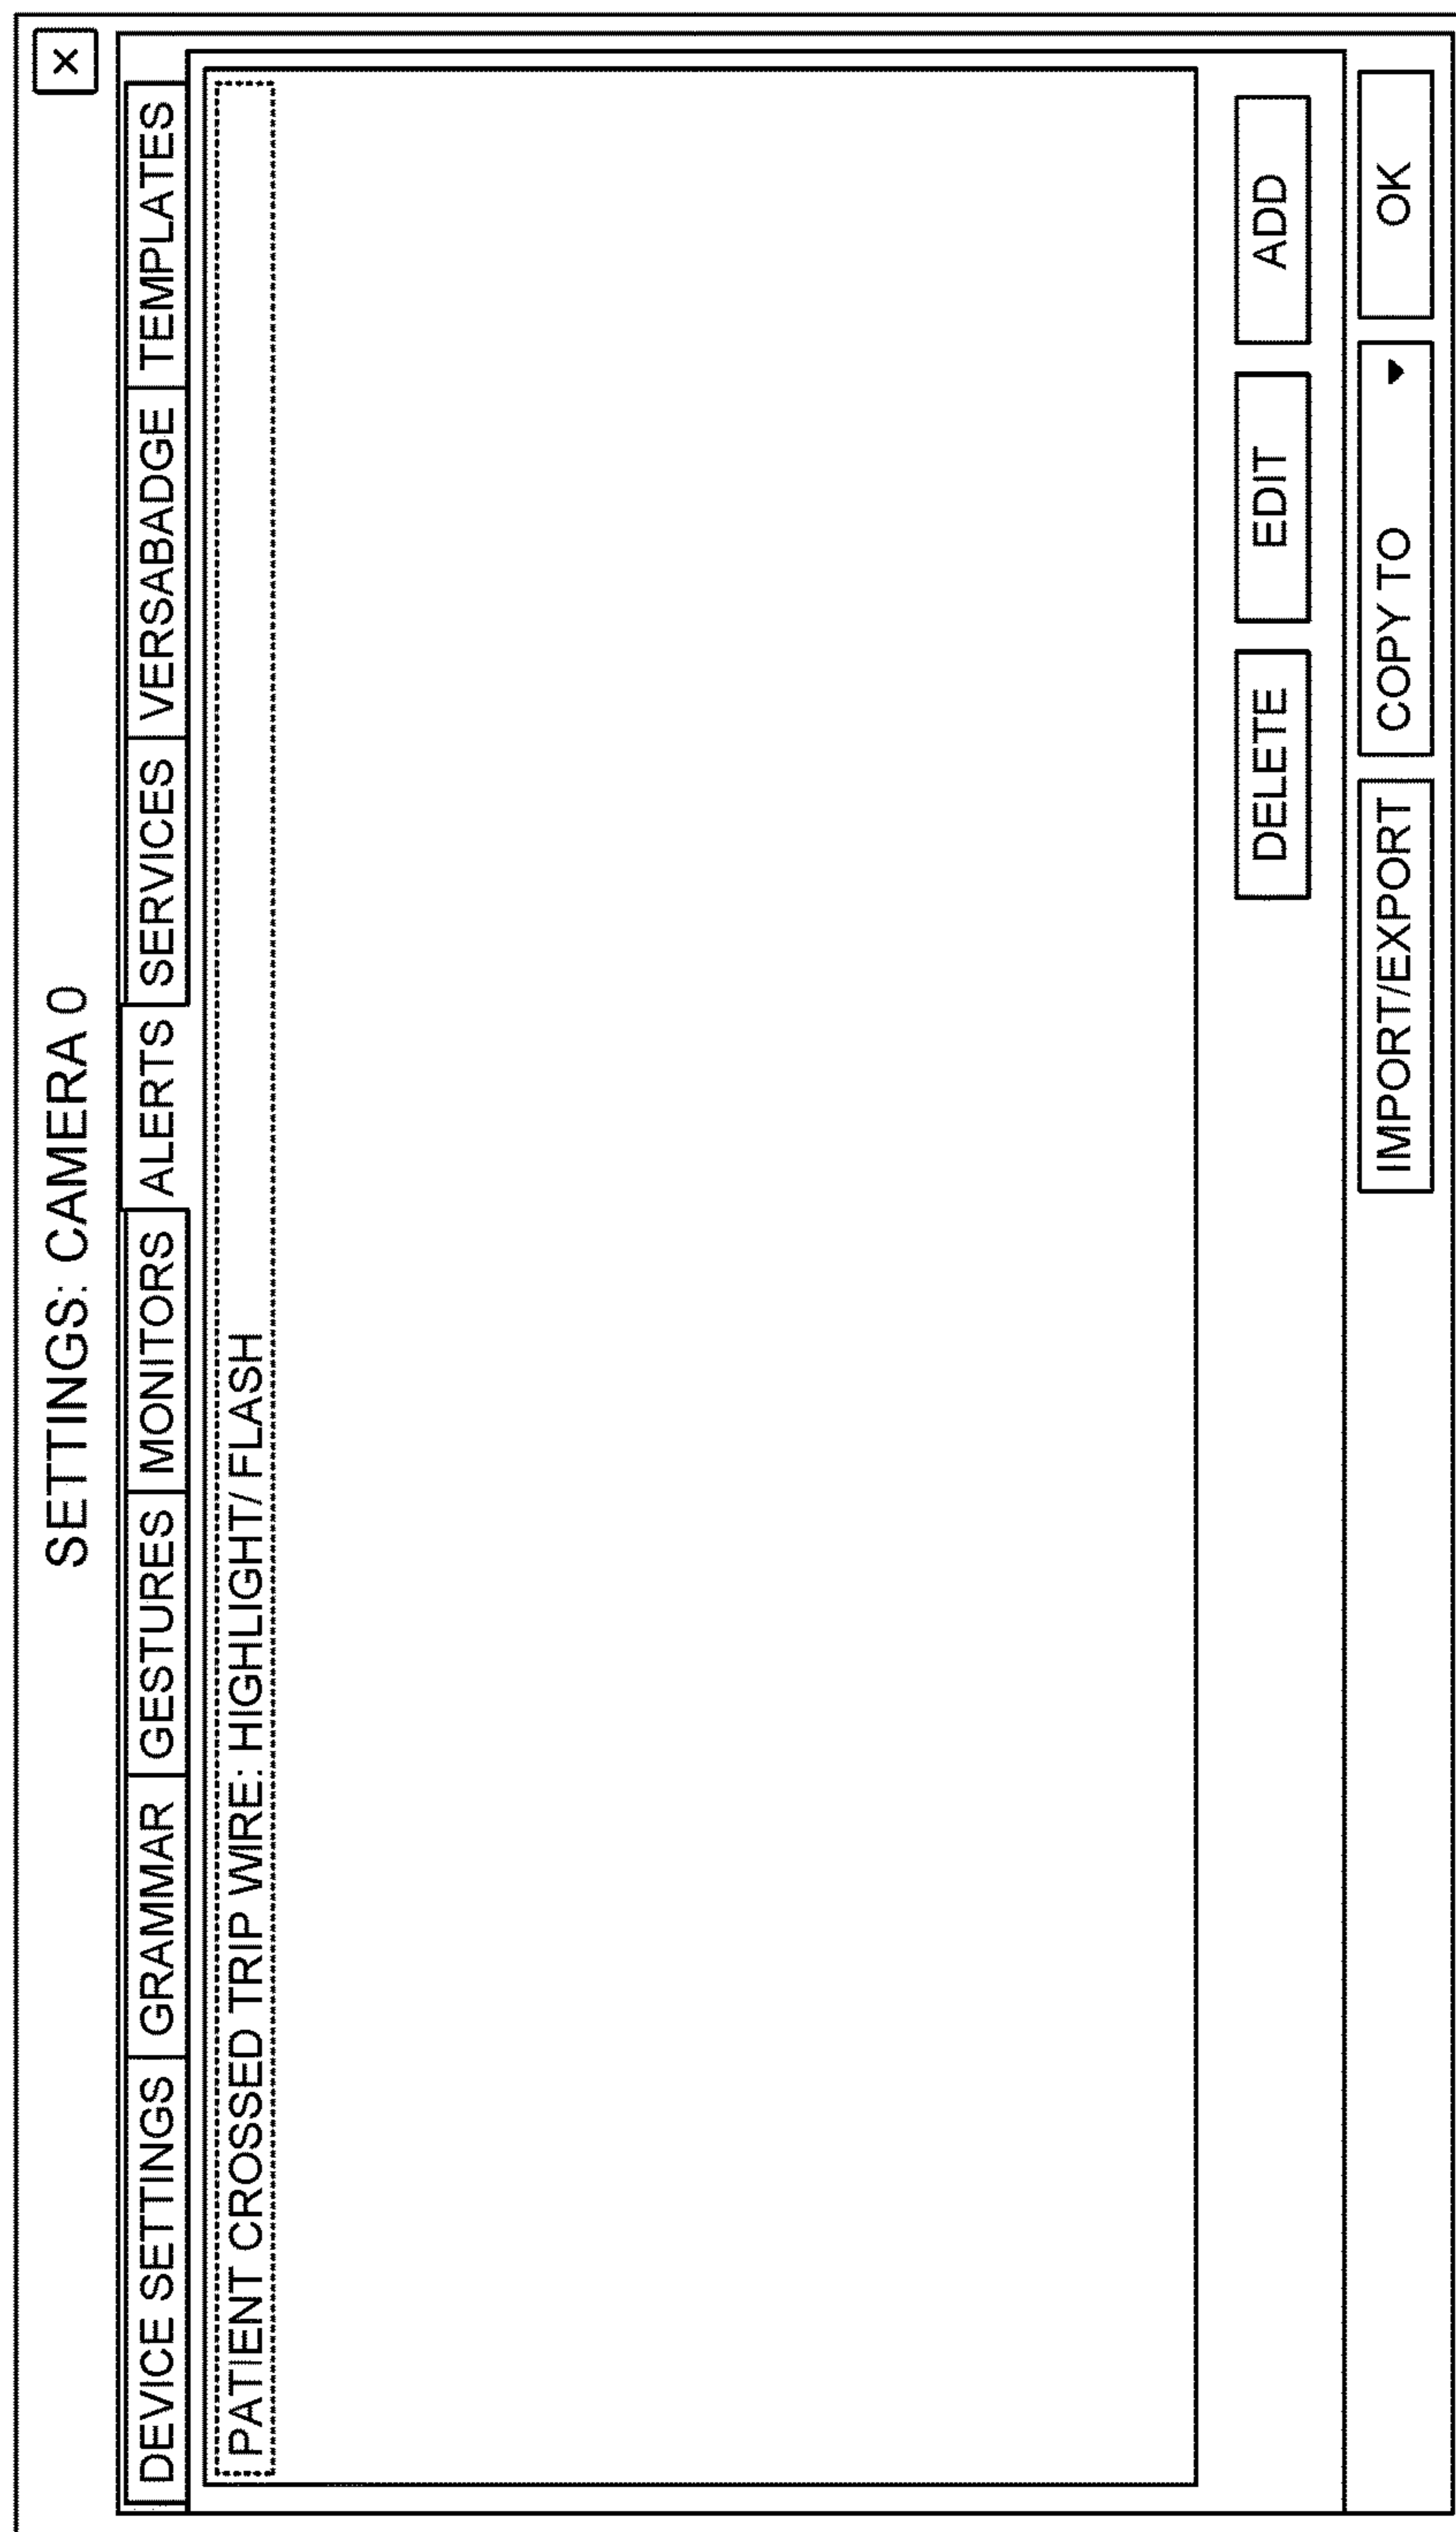 SETTINGS: CAMERA 0
X
DEVICE SETTINGS GRAMMAR GESTURES MONITORS ALERTS SERVICES VERSABADGE TEMPLATES
PATIENT CROSSED TRIP WIRE: HIGHLIGHT/ FLASH
DELETE EDIT ADD
IMPORT/EXPORT COPY TO OK